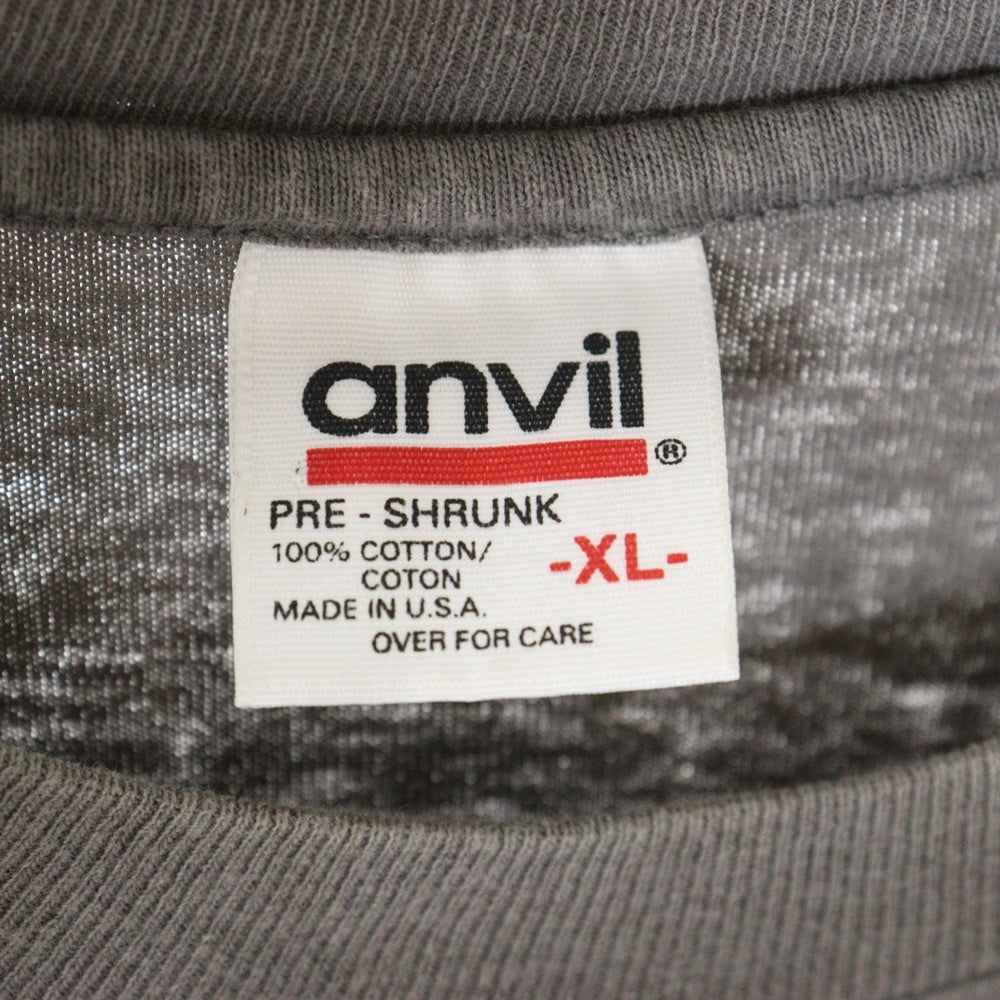 anvil®
PRE - SHRUNK
100% COTTON/
COTON
-XL-
MADE IN U.S.A.
OVER FOR CARE